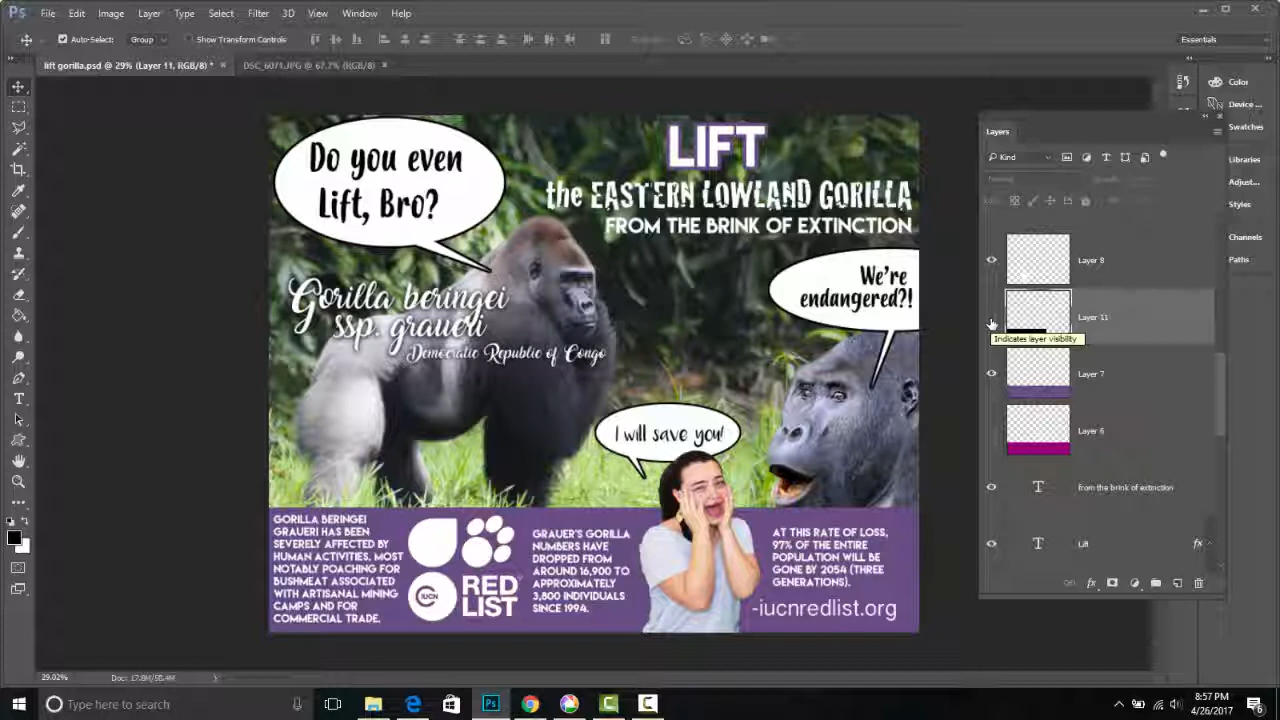 Ps File Edit Image Layer Type Select Filter 3D View Window Help
Auto-Select: Group Show Transform Controls Essentials
lift gorilla.psd @ 29% (Layer 11, RGB/8) * × DSC_6071.JPG @ 67.7% (RGB/8) ×
Do you even
Lift, Bro?
LIFT
the EASTERN LOWLAND GORILLA
FROM THE BRINK OF EXTINCTION
We're
endangered?!
Gorilla beringei
ssp. graueri
Democratic Republic of Congo
I will save you!
GORILLA BERINGEI
GRAUERI HAS BEEN
SEVERELY AFFECTED BY
HUMAN ACTIVITIES, MOST
NOTABLY POACHING FOR
BUSHMEAT ASSOCIATED
WITH ARTISANAL MINING
CAMPS AND FOR
COMMERCIAL TRADE.
IUCN
RED
LIST
GRAUER'S GORILLA
NUMBERS HAVE
DROPPED FROM
AROUND 16,900 TO
APPROXIMATELY
3,800 INDIVIDUALS
SINCE 1994.
AT THIS RATE OF LOSS,
97% OF THE ENTIRE
POPULATION WILL BE
GONE BY 2054 (THREE
GENERATIONS).
-iucnredlist.org
Layers
Kind
Layer 8
Layer 11
Indicates layer visibility
Layer 7
Layer 6
T from the brink of extinction
T Lift fx
fx
Color
Device ...
Swatches
Libraries
Adjust...
Styles
Channels
Paths
29.02% Doc: 17.8M/58.4M
Type here to search
8:57 PM
4/26/2017